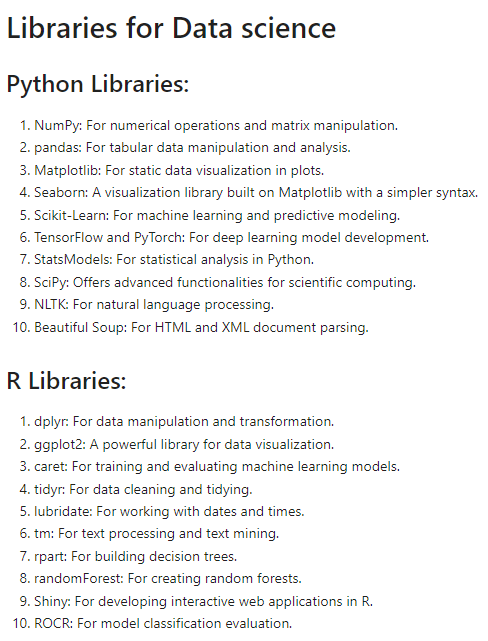 Libraries for Data science
Python Libraries:
1. NumPy: For numerical operations and matrix manipulation.
2. pandas: For tabular data manipulation and analysis.
3. Matplotlib: For static data visualization in plots.
4. Seaborn: A visualization library built on Matplotlib with a simpler syntax.
5. Scikit-Learn: For machine learning and predictive modeling.
6. TensorFlow and PyTorch: For deep learning model development.
7. StatsModels: For statistical analysis in Python.
8. SciPy: Offers advanced functionalities for scientific computing.
9. NLTK: For natural language processing.
10. Beautiful Soup: For HTML and XML document parsing.
R Libraries:
1. dplyr: For data manipulation and transformation.
2. ggplot2: A powerful library for data visualization.
3. caret: For training and evaluating machine learning models.
4. tidyr: For data cleaning and tidying.
5. lubridate: For working with dates and times.
6. tm: For text processing and text mining.
7. rpart: For building decision trees.
8. randomForest: For creating random forests.
9. Shiny: For developing interactive web applications in R.
10. ROCR: For model classification evaluation.